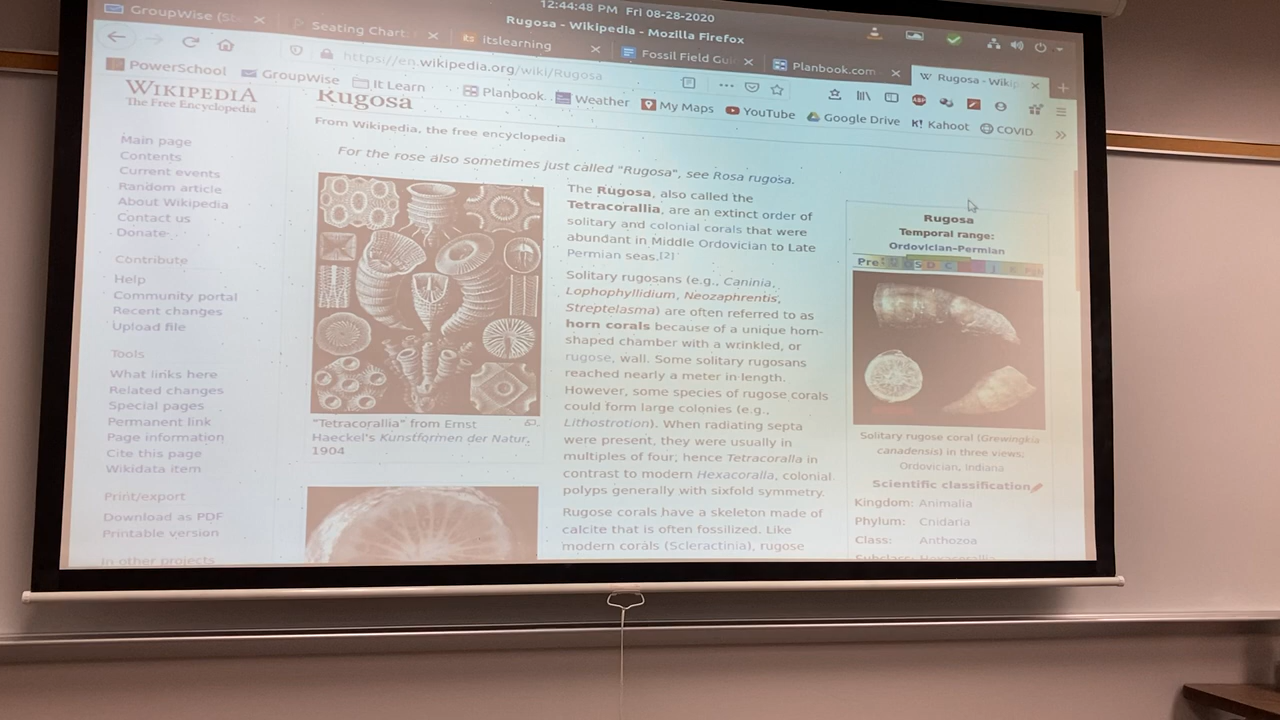 12:44:48 PM Fri 08-28-2020
Rugosa - Wikipedia - Mozilla Firefox
GroupWise (St
Seating Chart
itslearning
Fossil Field Gui
Planbook.com
Rugosa - Wikip
https://en.wikipedia.org/wiki/Rugosa
PowerSchool
GroupWise
It Learn
Planbook
Weather
My Maps
YouTube
Google Drive
K! Kahoot
COVID
WIKIPEDIA
The Free Encyclopedia
Main page
Contents
Current events
Random article
About Wikipedia
Contact us
Donate
Contribute
Help
Community portal
Recent changes
Upload file
Tools
What links here
Related changes
Special pages
Permanent link
Page information
Cite this page
Wikidata item
Print/export
Download as PDF
Printable version
In other projects
Rugosa
From Wikipedia, the free encyclopedia
For the rose also sometimes just called "Rugosa", see Rosa rugosa.
"Tetracorallia" from Ernst
Haeckel's Kunstformen der Natur,
1904
The Rugosa, also called the
Tetracorallia, are an extinct order of
solitary and colonial corals that were
abundant in Middle Ordovician to Late
Permian seas.[2]
Solitary rugosans (e.g., Caninia,
Lophophyllidium, Neozaphrentis,
Streptelasma) are often referred to as
horn corals because of a unique horn-
shaped chamber with a wrinkled, or
rugose, wall. Some solitary rugosans
reached nearly a meter in length.
However, some species of rugose corals
could form large colonies (e.g.,
Lithostrotion). When radiating septa
were present, they were usually in
multiples of four; hence Tetracoralla in
contrast to modern Hexacoralla, colonial
polyps generally with sixfold symmetry.
Rugose corals have a skeleton made of
calcite that is often fossilized. Like
modern corals (Scleractinia), rugose
Rugosa
Temporal range:
Ordovician–Permian
Solitary rugose coral (Grewingkia
canadensis) in three views;
Ordovician, Indiana
Scientific classification
Kingdom: Animalia
Phylum: Cnidaria
Class: Anthozoa
Subclass: Hexacorallia